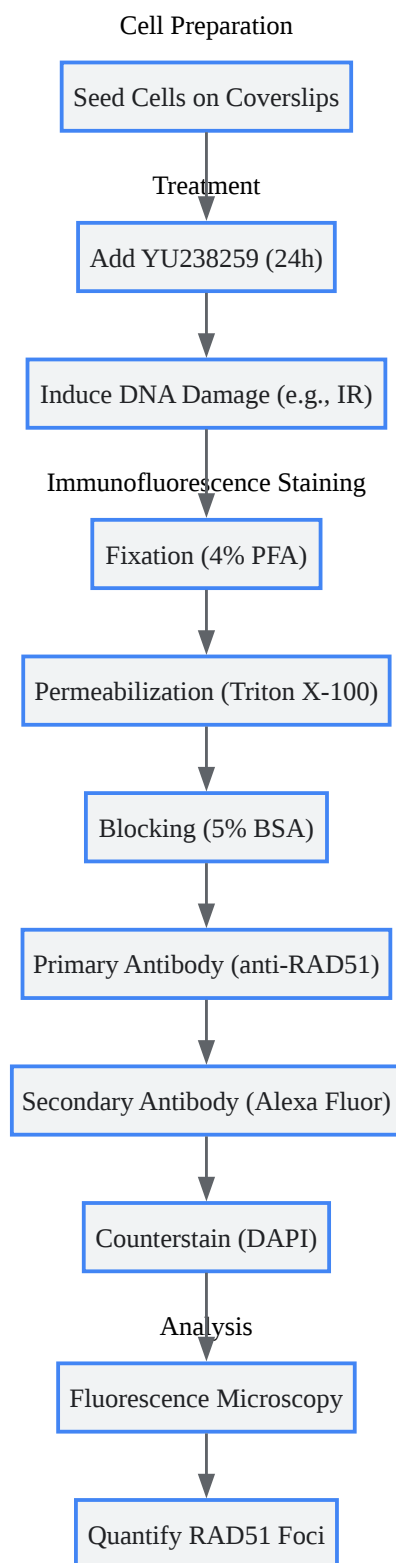 Cell Preparation
Seed Cells on Coverslips
Treatment
Add YU238259 (24h)
Induce DNA Damage (e.g., IR)
Immunofluorescence Staining
Fixation (4% PFA)
Permeabilization (Triton X-100)
Blocking (5% BSA)
Primary Antibody (anti-RAD51)
Secondary Antibody (Alexa Fluor)
Counterstain (DAPI)
Analysis
Fluorescence Microscopy
Quantify RAD51 Foci